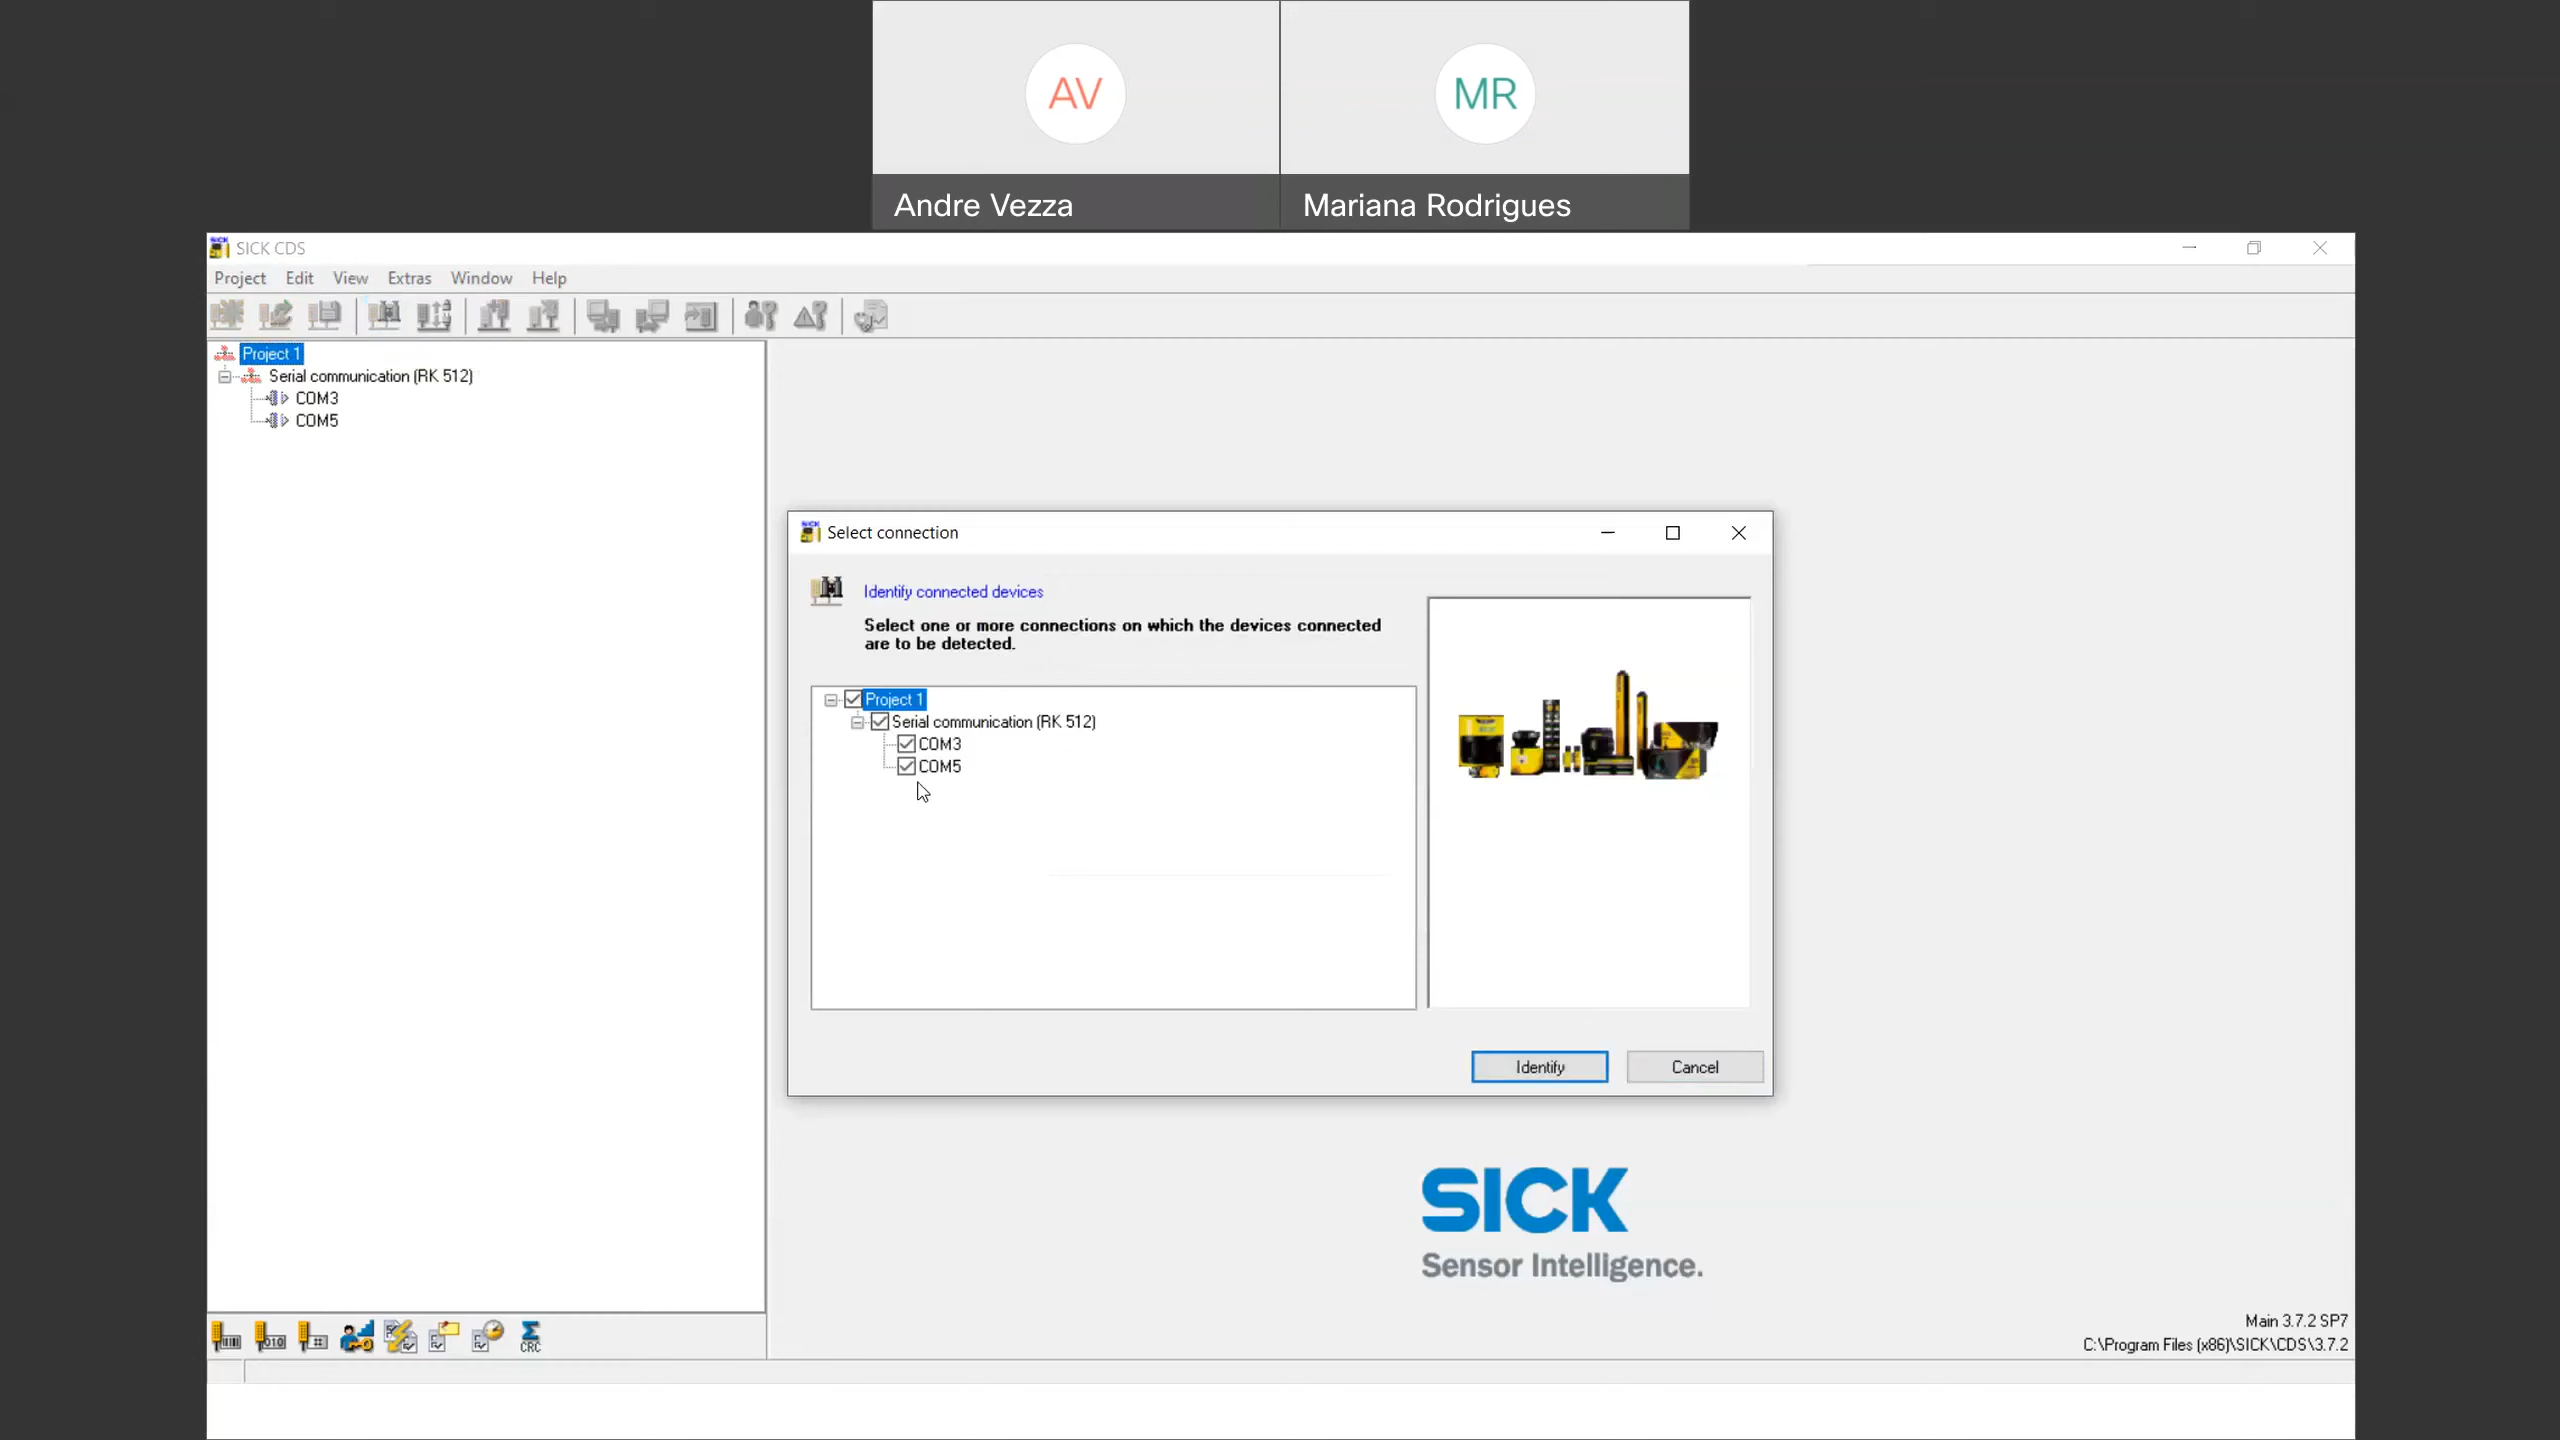 AV
MR
Andre Vezza
Mariana Rodrigues
SICK CDS
Project Edit View Extras Window Help
Project 1
Serial communication (RK 512)
COM3
COM5
Select connection
Identify connected devices
Select one or more connections on which the devices connected
are to be detected.
Project 1
Serial communication (RK 512)
COM3
COM5
Identify
Cancel
SICK
Sensor Intelligence.
Main 3.7.2 SP7
C:\Program Files (x86)\SICK\CDS\3.7.2
CRC